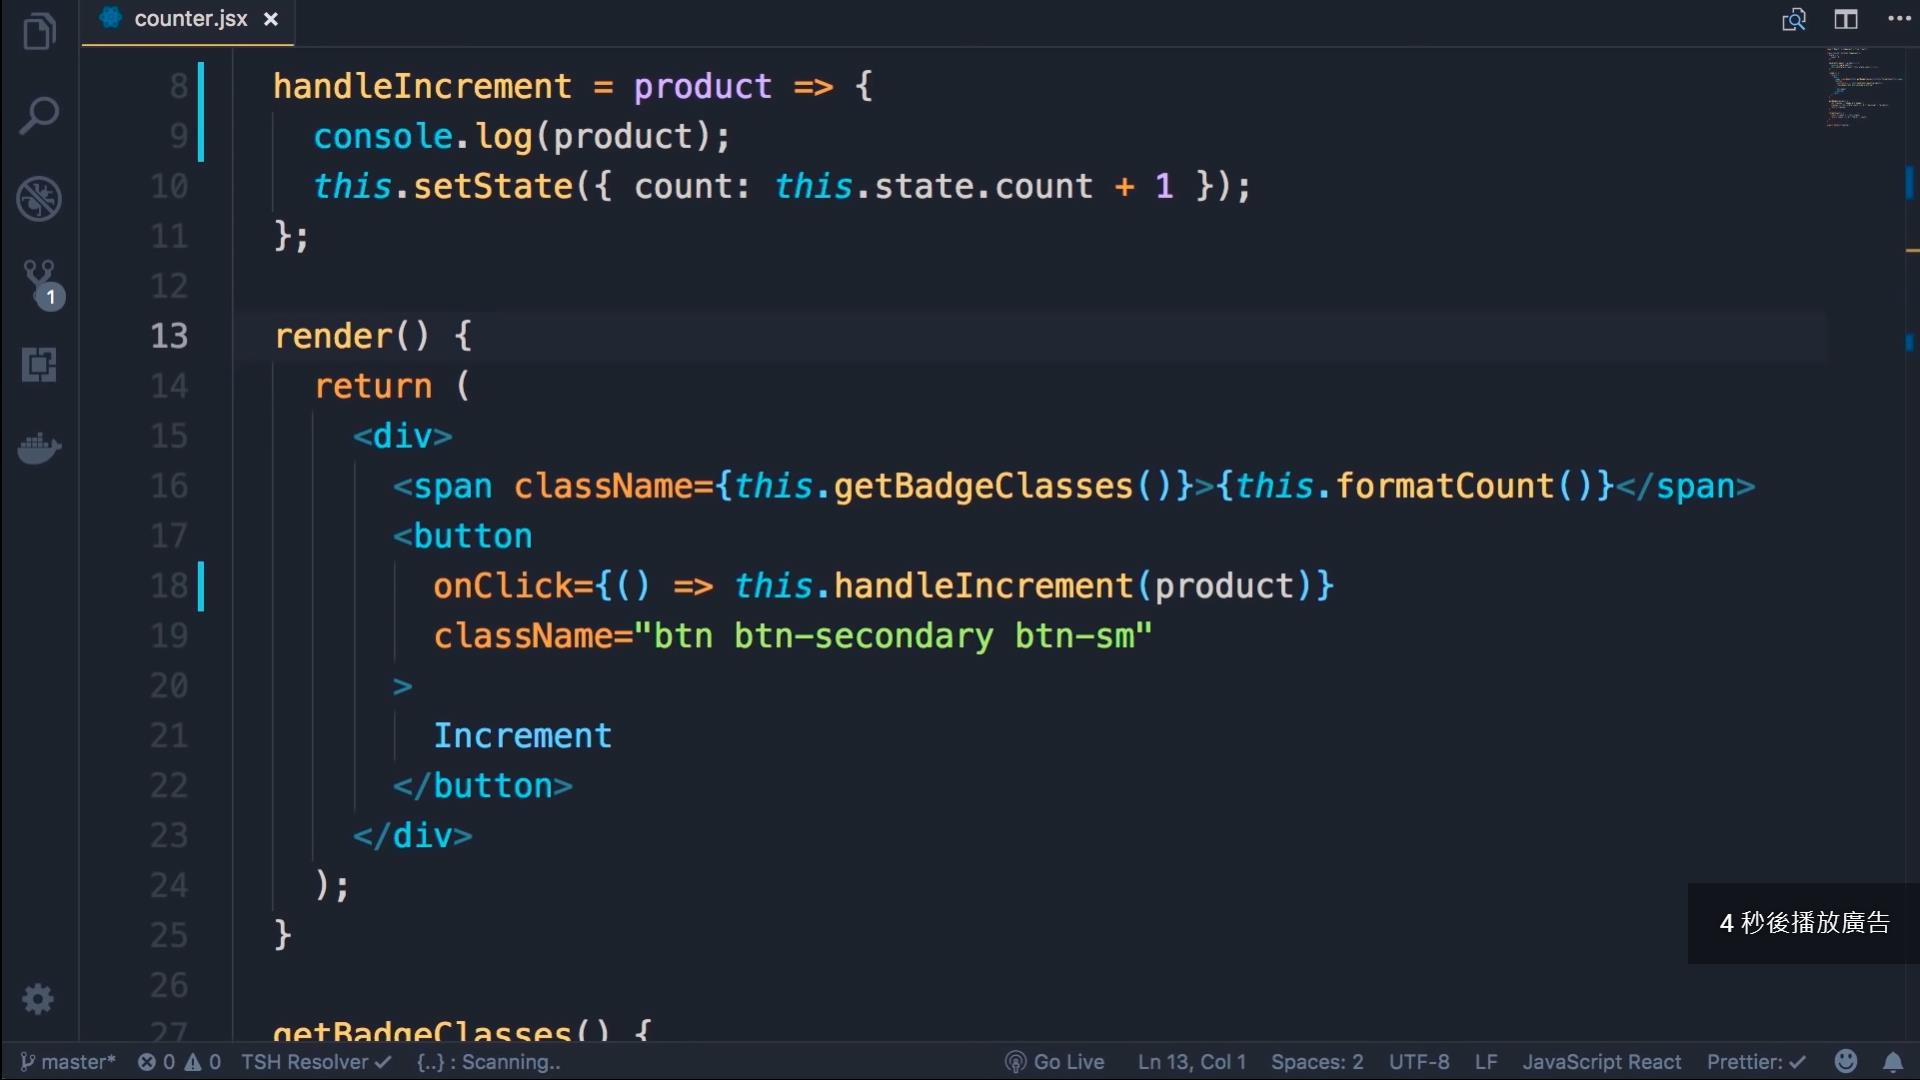 counter.jsx ×
8 handleIncrement = product => {
9 console.log(product);
10 this.setState({ count: this.state.count + 1 });
11 };
12
13 render() {
14 return (
15 <div>
16 <span className={this.getBadgeClasses()}>{this.formatCount()}</span>
17 <button
18 onClick={() => this.handleIncrement(product)}
19 className="btn btn-secondary btn-sm"
20 >
21 Increment
22 </button>
23 </div>
24 );
25 }
26
27 getBadgeClasses() {
1
4 秒後播放廣告
master* 0 0 TSH Resolver ✓ {..} : Scanning.. Go Live Ln 13, Col 1 Spaces: 2 UTF-8 LF JavaScript React Prettier: ✓